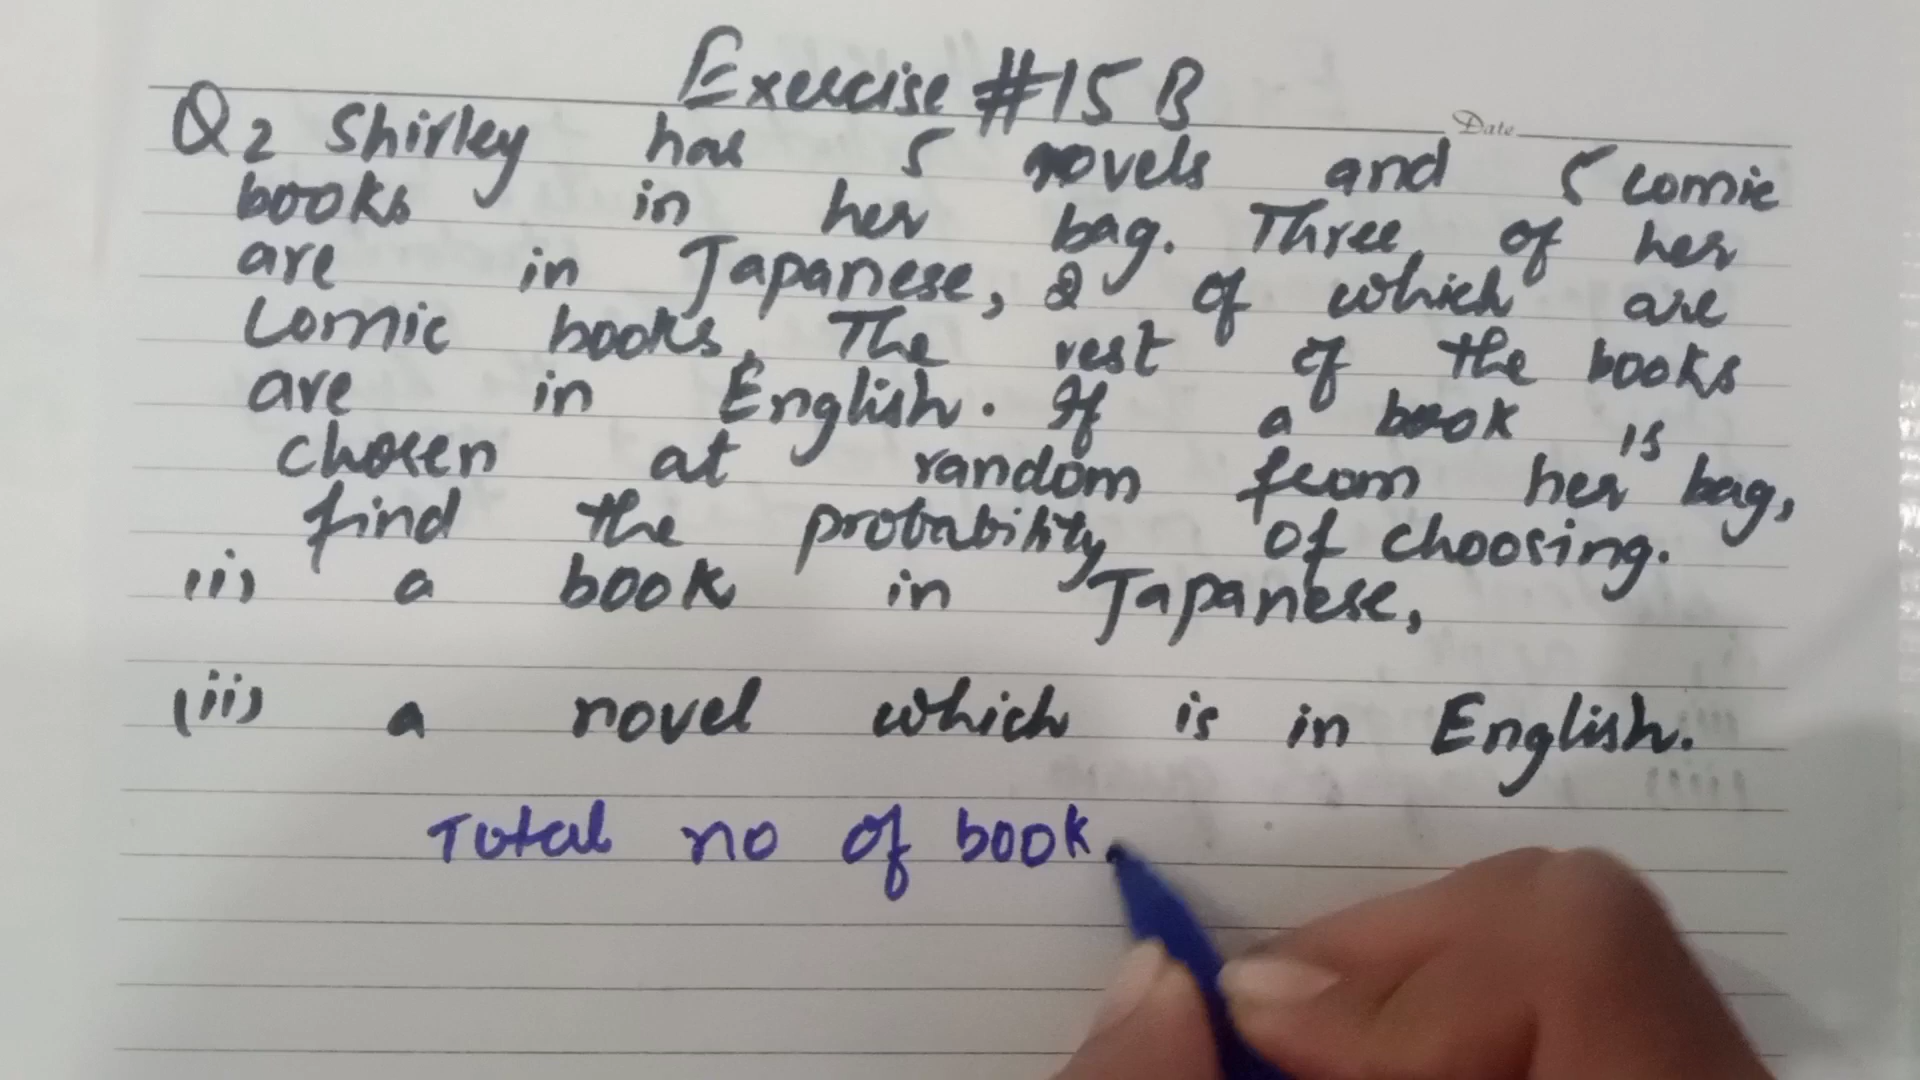 Exercise #15 B
Date
Q2 Shirley has 5 novels and 5 comic
books in her bag. Three of her
are in Japanese, 2 of which are
comic books. The rest of the books
are in English. If a book is
chosen at random from her bag,
find the probability of choosing.
(i) a book in Japanese,
(ii) a novel which is in English.
Total no of book